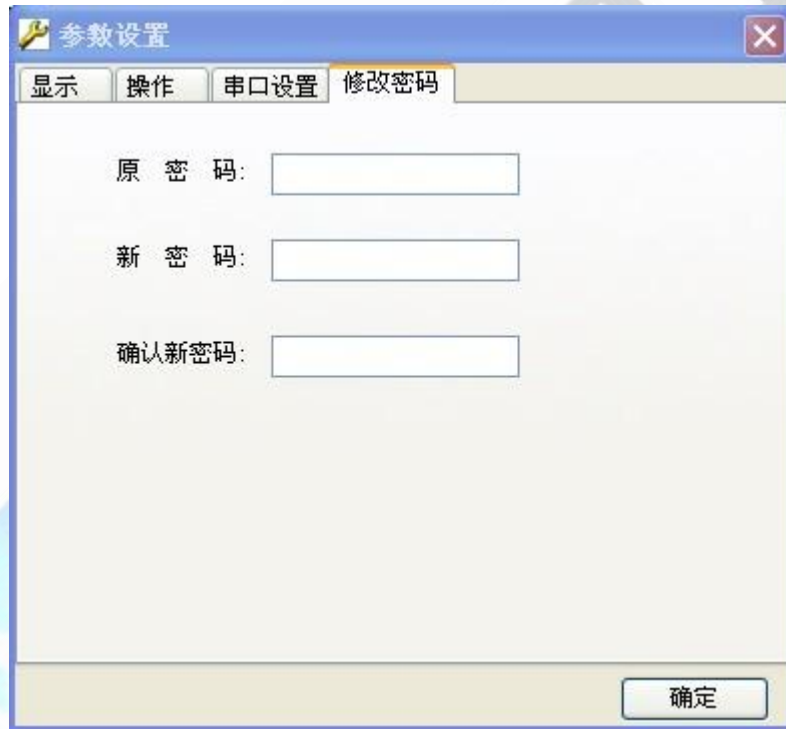 参数设置
显示 操作 串口设置 修改密码
原 密 码:
新 密 码:
确认新密码:
确定